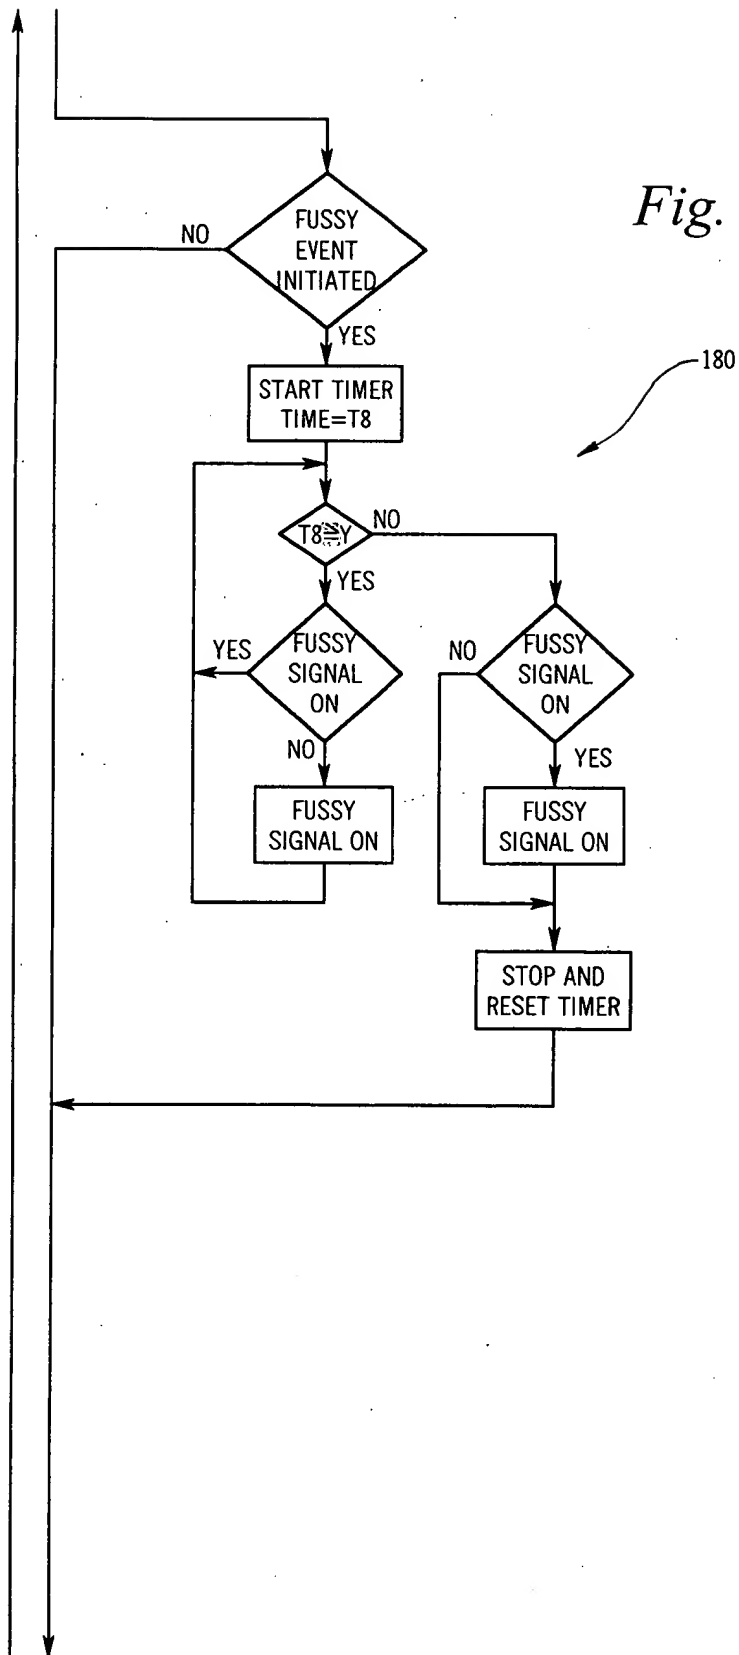 Fig.
FUSSY
EVENT
INITIATED
NO
YES
180
START TIMER
TIME=T8
T8 Y
NO
YES
FUSSY
SIGNAL
ON
YES
NO
FUSSY
SIGNAL
ON
NO
YES
FUSSY
SIGNAL ON
FUSSY
SIGNAL ON
STOP AND
RESET TIMER